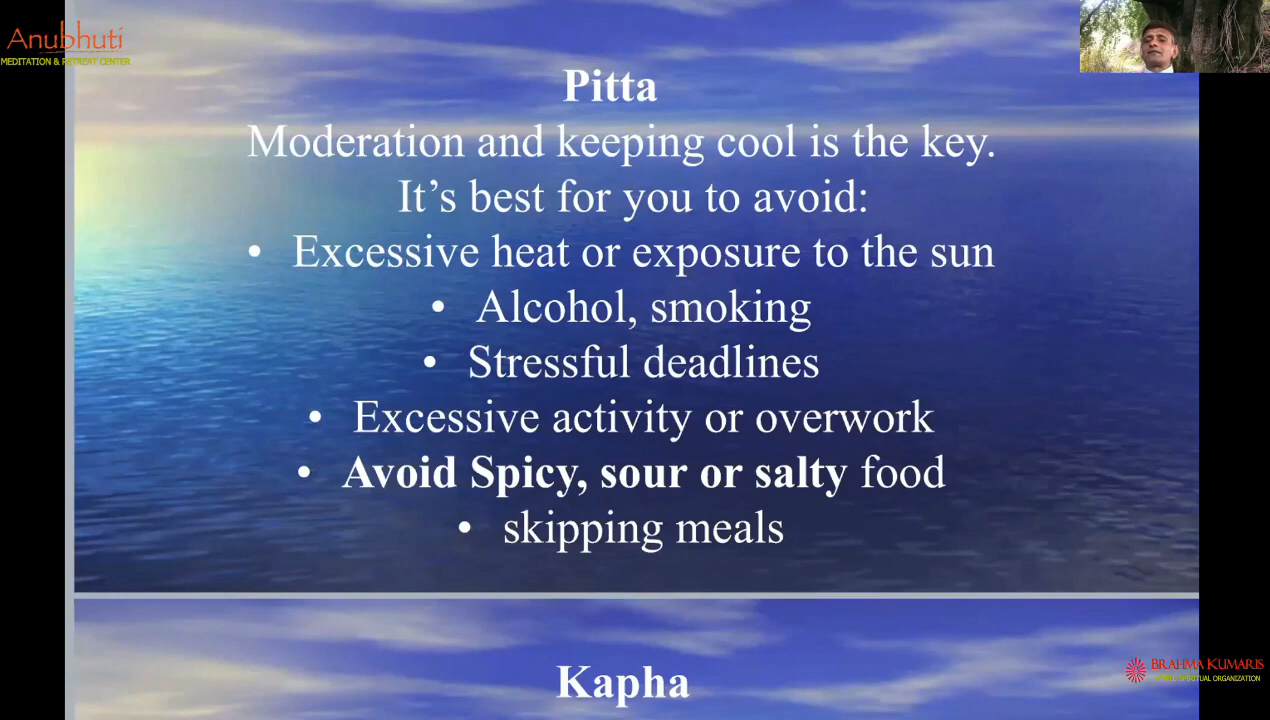 Anubhuti
MEDITATION & RETREAT CENTER
Pitta
Moderation and keeping cool is the key.
It’s best for you to avoid:
• Excessive heat or exposure to the sun
• Alcohol, smoking
• Stressful deadlines
• Excessive activity or overwork
• Avoid Spicy, sour or salty food
• skipping meals
Kapha
BRAHMA KUMARIS
WORLD SPIRITUAL ORGANIZATION